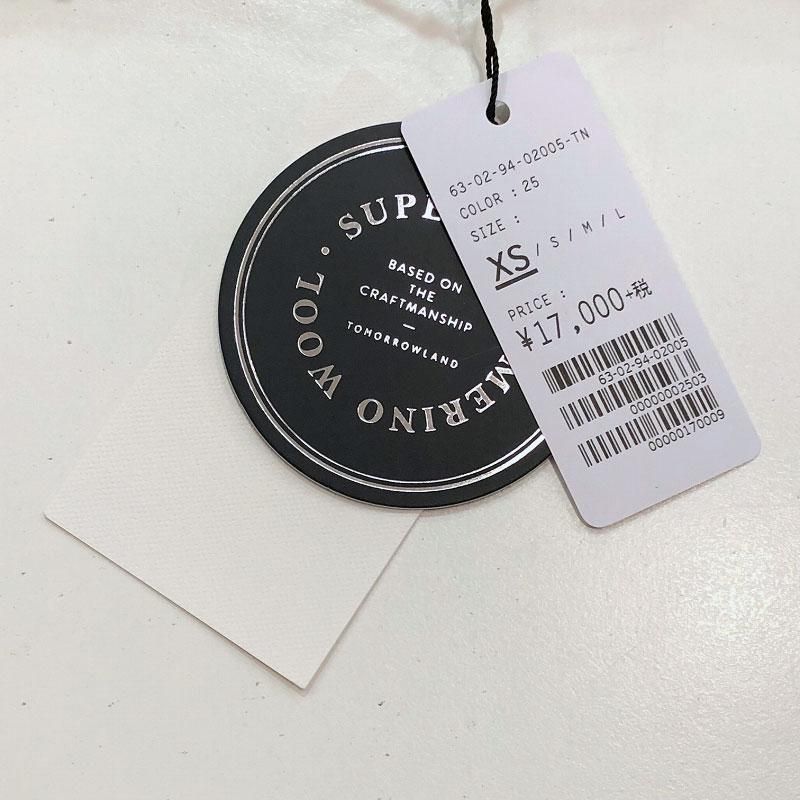 63-02-94-02005-TN
COLOR : 25
SIZE :
XS / S / M / L
PRICE :
¥17,000+税
63-02-94-02005
00000002503
00000170009
SUPE
MERINO WOOL ·
BASED ON
THE
CRAFTMANSHIP
—
TOMORROWLAND